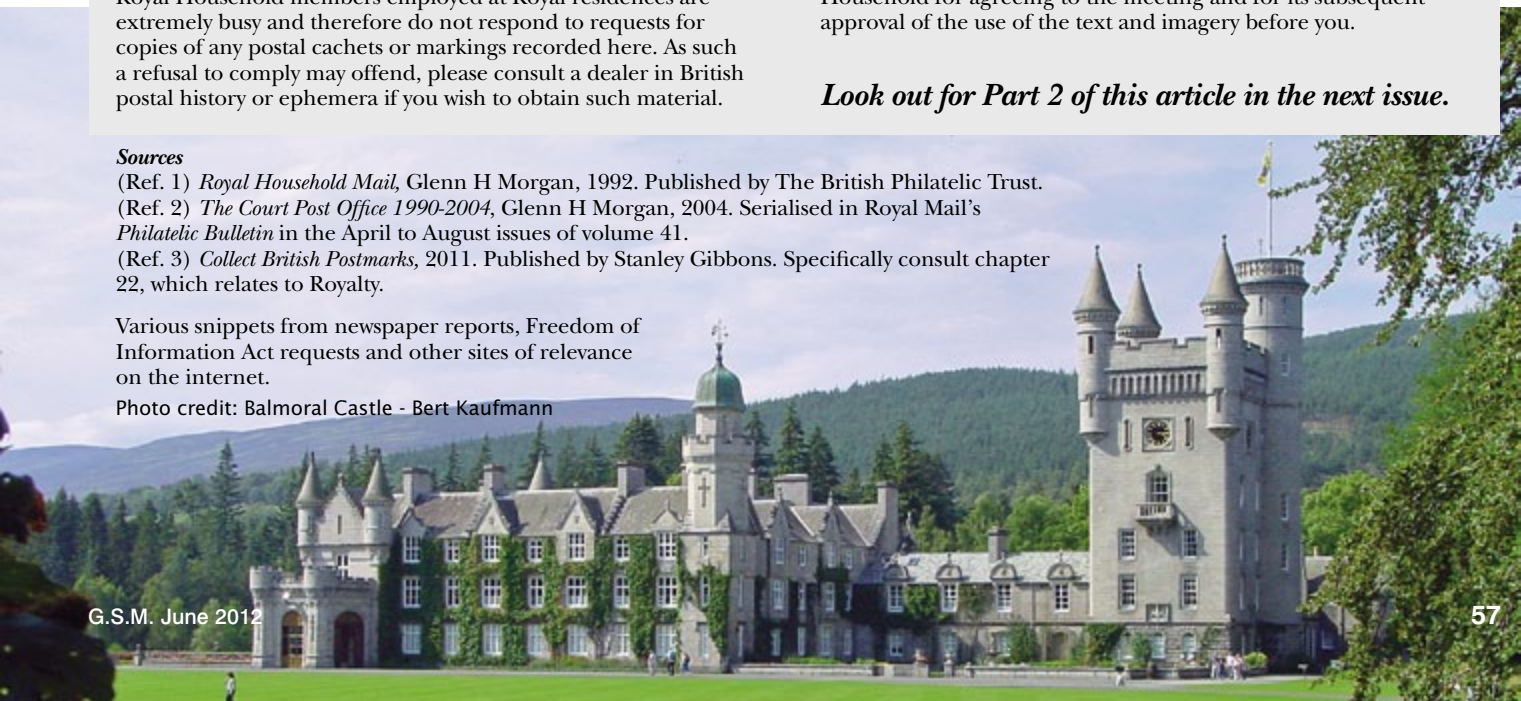 Royal Household members employed at Royal residences are
extremely busy and therefore do not respond to requests for
copies of any postal cachets or markings recorded here. As such
a refusal to comply may offend, please consult a dealer in British
postal history or ephemera if you wish to obtain such material.
Household for agreeing to the meeting and for its subsequent
approval of the use of the text and imagery before you.
Look out for Part 2 of this article in the next issue.
Sources
(Ref. 1) Royal Household Mail, Glenn H Morgan, 1992. Published by The British Philatelic Trust.
(Ref. 2) The Court Post Office 1990-2004, Glenn H Morgan, 2004. Serialised in Royal Mail’s
Philatelic Bulletin in the April to August issues of volume 41.
(Ref. 3) Collect British Postmarks, 2011. Published by Stanley Gibbons. Specifically consult chapter
22, which relates to Royalty.
Various snippets from newspaper reports, Freedom of
Information Act requests and other sites of relevance
on the internet.
Photo credit: Balmoral Castle - Bert Kaufmann
G.S.M. June 2012
57